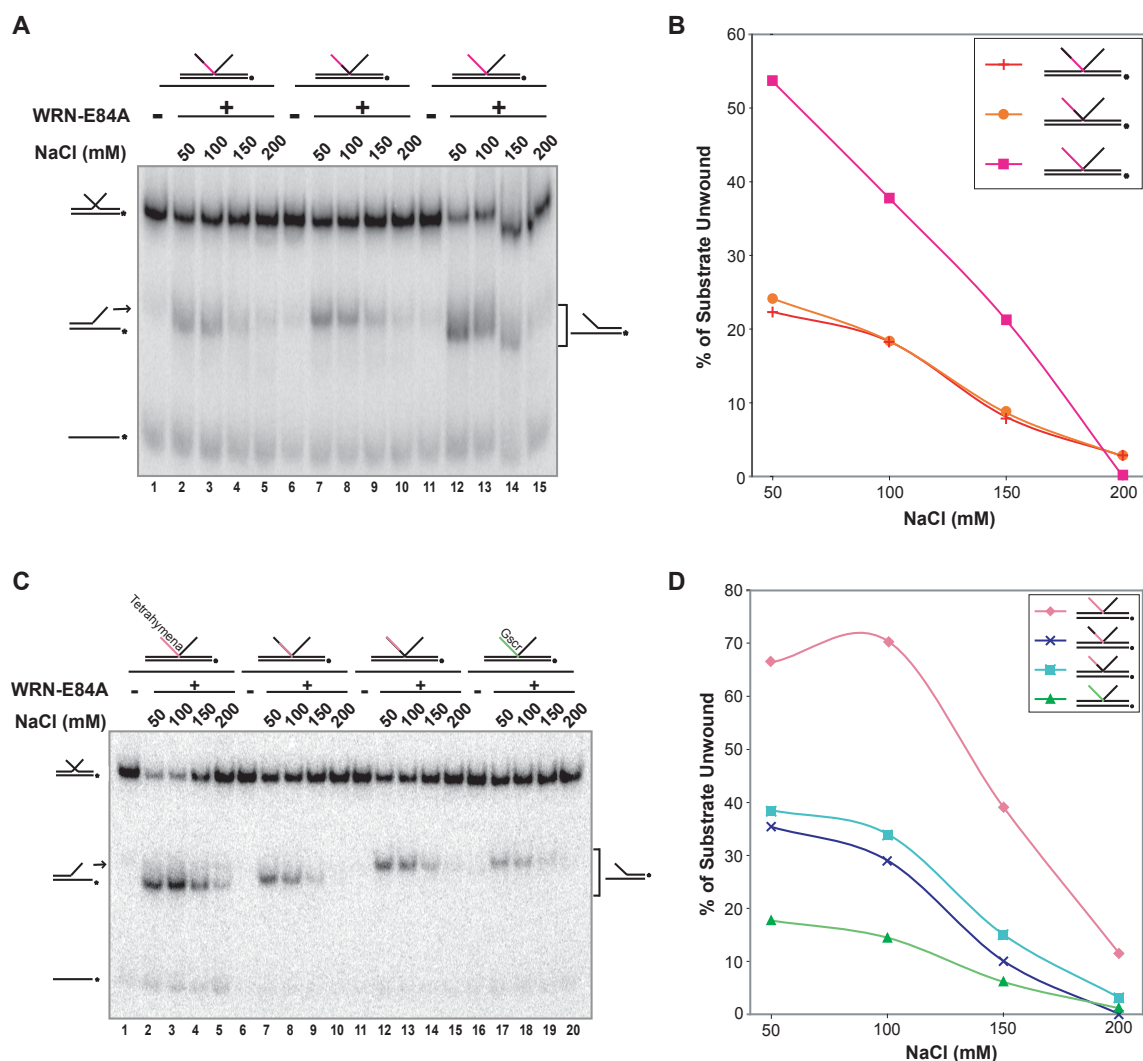 A
WRN-E84A
- + - + - +
NaCl (mM) 50 100 150 200 50 100 150 200 50 100 150 200
* → * * *
1 2 3 4 5 6 7 8 9 10 11 12 13 14 15
B
% of Substrate Unwound
60
50
40
30
20
10
0
50 100 150 200
NaCl (mM)
C
Tetrahymena Gscr
WRN-E84A
- + - + - + - +
NaCl (mM) 50 100 150 200 50 100 150 200 50 100 150 200 50 100 150 200
* → * * *
1 2 3 4 5 6 7 8 9 10 11 12 13 14 15 16 17 18 19 20
D
% of Substrate Unwound
80
70
60
50
40
30
20
10
0
50 100 150 200
NaCl (mM)